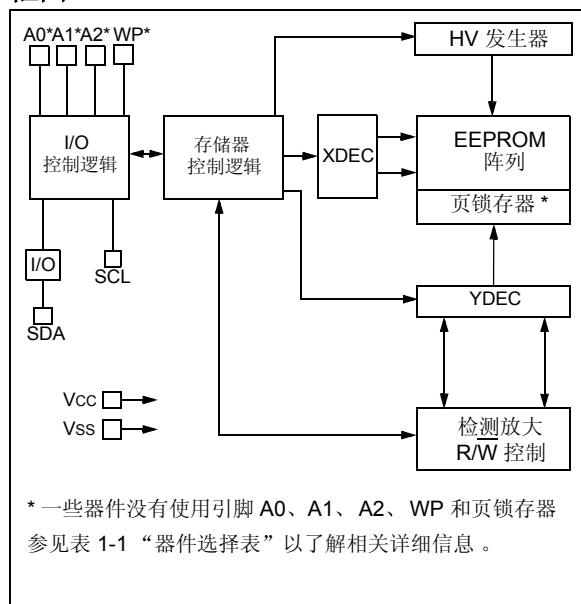 A0*A1*A2* WP*
HV 发生器
I/O
控制逻辑
存储器
控制逻辑
XDEC
EEPROM
阵列
页锁存器 *
I/O
SCL
SDA
YDEC
Vcc
Vss
检测放大
R/W 控制
* 一些器件没有使用引脚 A0、A1、 A2、 WP 和页锁存器
参见表 1-1 “器件选择表”以了解相关详细信息 。